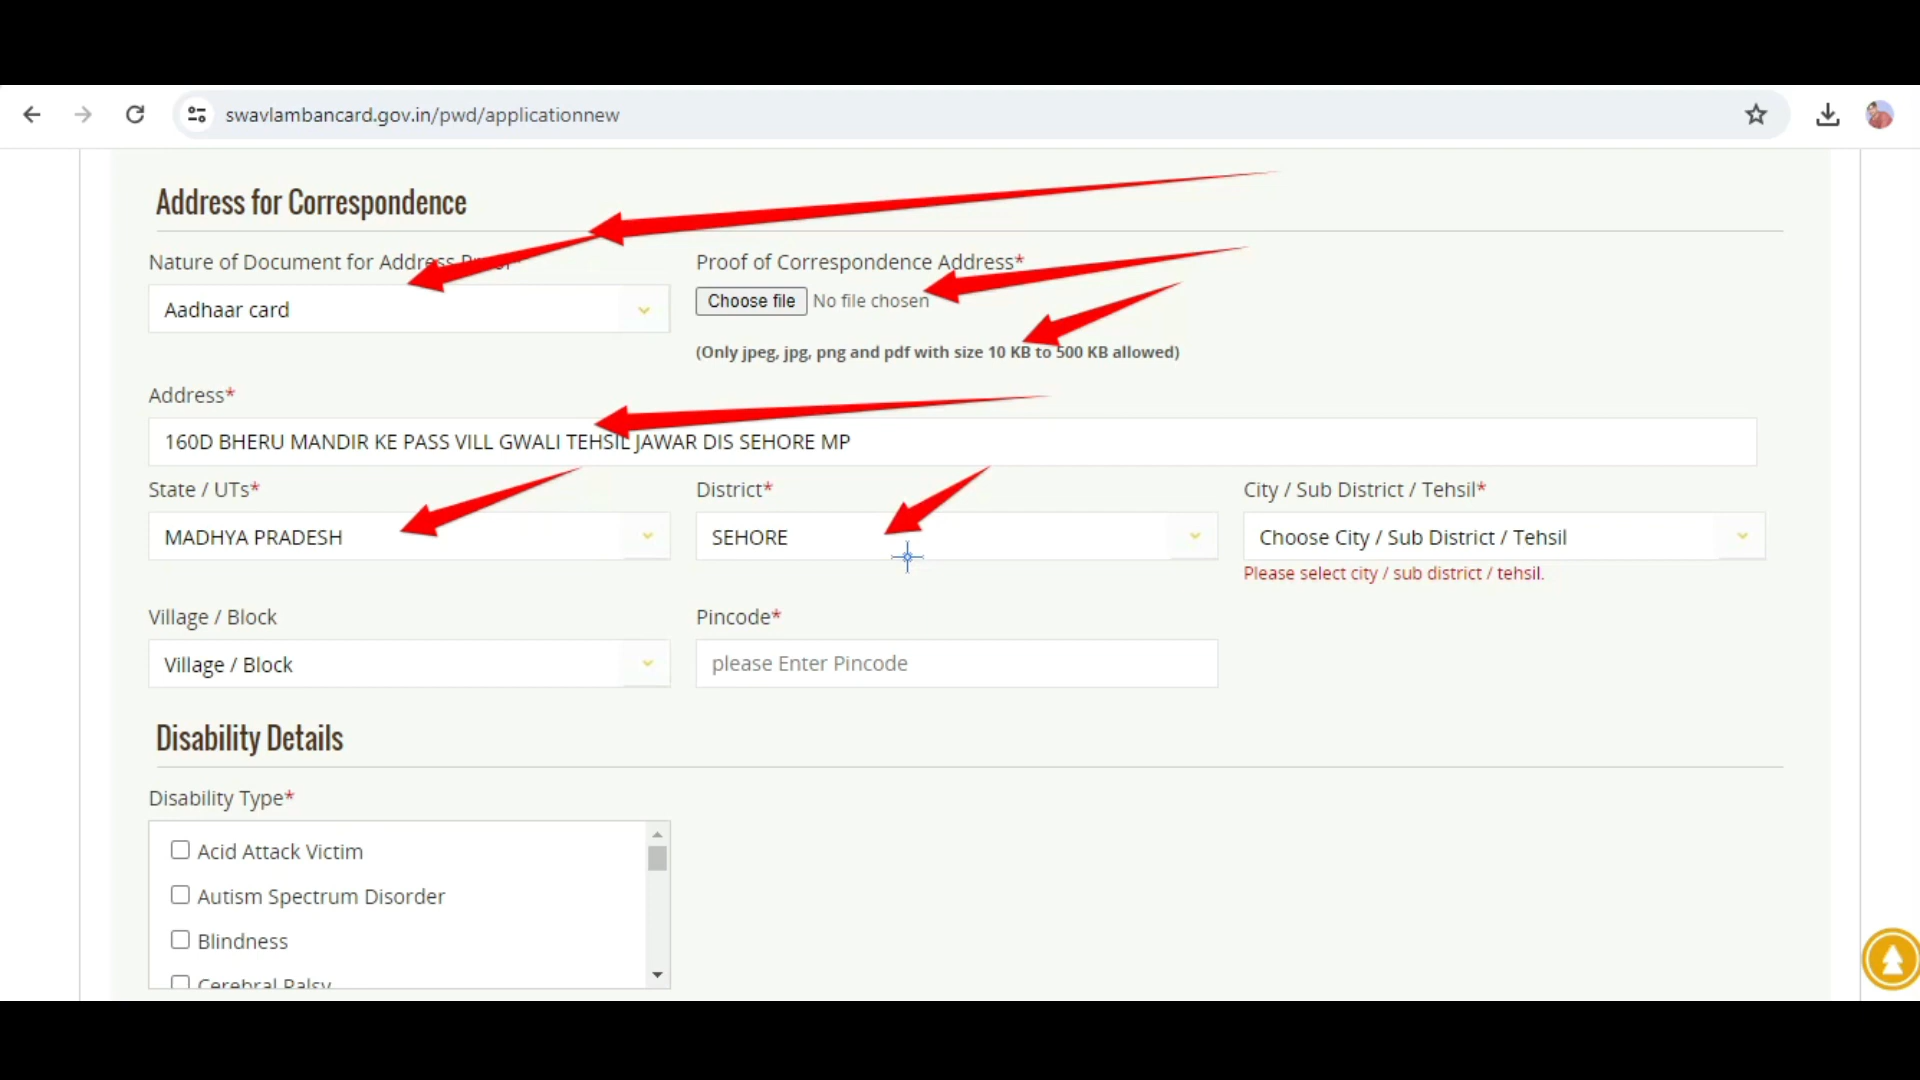 swavlambancard.gov.in/pwd/applicationnew
Address for Correspondence
Nature of Document for Address Proof*
Proof of Correspondence Address*
Aadhaar card
Choose file No file chosen
(Only jpeg, jpg, png and pdf with size 10 KB to 500 KB allowed)
Address*
160D BHERU MANDIR KE PASS VILL GWALI TEHSIL JAWAR DIS SEHORE MP
State / UTs*
District*
City / Sub District / Tehsil*
MADHYA PRADESH
SEHORE
Choose City / Sub District / Tehsil
Please select city / sub district / tehsil.
Village / Block
Pincode*
Village / Block
please Enter Pincode
Disability Details
Disability Type*
Acid Attack Victim
Autism Spectrum Disorder
Blindness
Cerebral Palsy